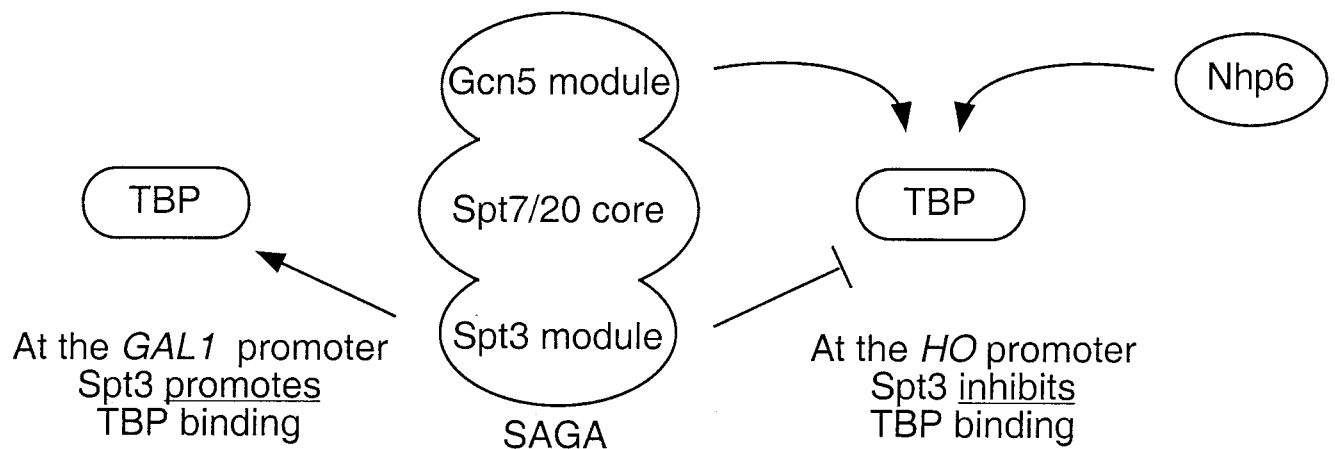 Gcn5 module
Nhp6
TBP
Spt7/20 core
TBP
Spt3 module
At the GAL1 promoter
Spt3 promotes
TBP binding
At the HO promoter
Spt3 inhibits
TBP binding
SAGA